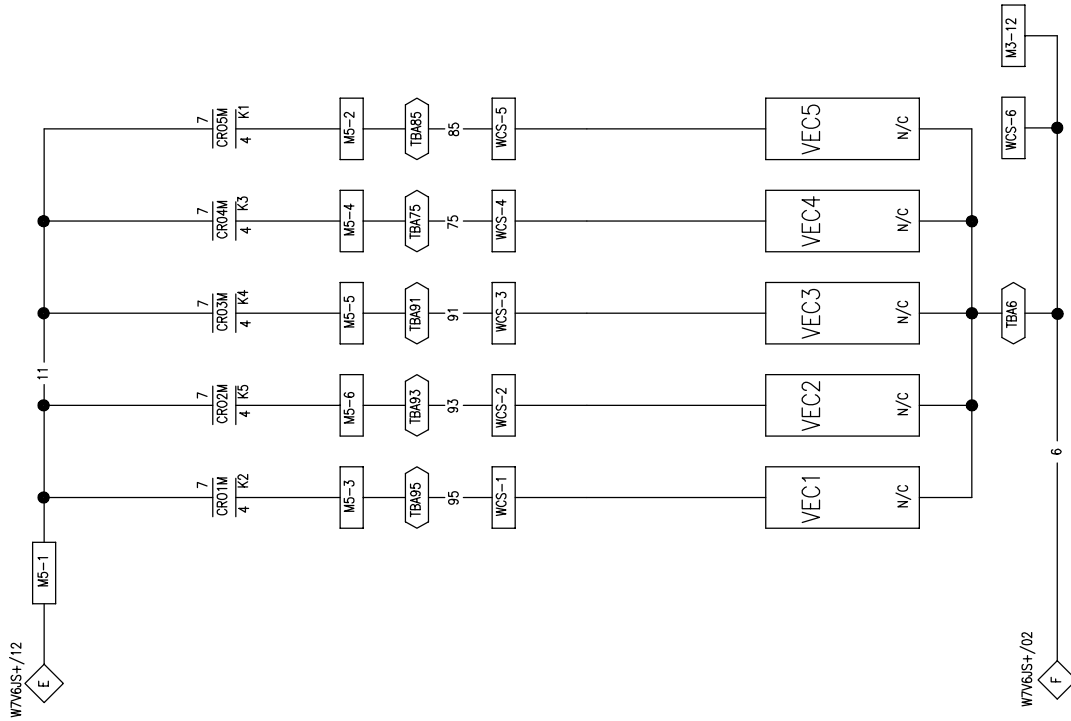 W7V6JS+/12
E
M5-1
11
7
CR01M
4 K2
M5-3
TBA95
95
WCS-1
VEC1
N/C
7
CR02M
4 K5
M5-6
TBA93
93
WCS-2
VEC2
N/C
7
CR03M
4 K4
M5-5
TBA91
91
WCS-3
VEC3
N/C
7
CR04M
4 K3
M5-4
TBA75
75
WCS-4
VEC4
N/C
7
CR05M
4 K1
M5-2
TBA85
85
WCS-5
VEC5
N/C
W7V6JS+/02
F
6
TBA6
WCS-6
M3-12